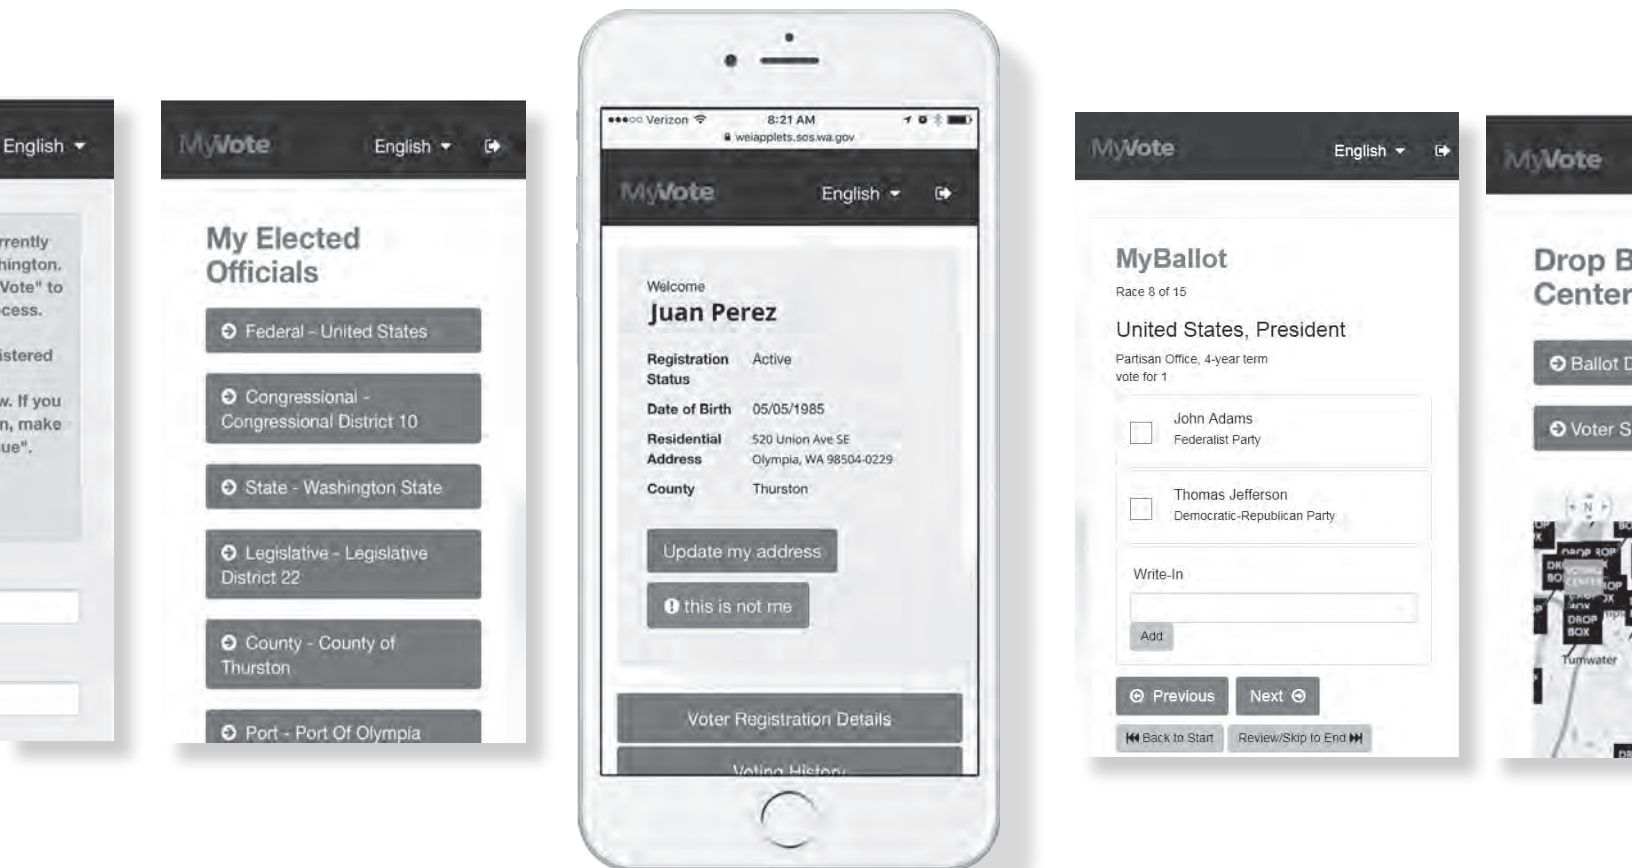 English
rrently
hington.
Vote" to
cess.
istered
w. If you
n, make
ue".
MyVote English
My Elected
Officials
Federal - United States
Congressional -
Congressional District 10
State - Washington State
Legislative - Legislative
District 22
County - County of
Thurston
Port - Port Of Olympia
Verizon 8:21 AM
weiapplets.sos.wa.gov
MyVote English
Welcome
Juan Perez
Registration Active
Status
Date of Birth 05/05/1985
Residential 520 Union Ave SE
Address Olympia, WA 98504-0229
County Thurston
Update my address
this is not me
Voter Registration Details
Voting History
MyVote English
MyBallot
Race 8 of 15
United States, President
Partisan Office, 4-year term
vote for 1
John Adams
Federalist Party
Thomas Jefferson
Democratic-Republican Party
Write-In
Add
Previous Next
Back to Start Review/Skip to End
MyVote
Drop B
Center
Ballot D
Voter S
N
DROP
BOX
Tumwater